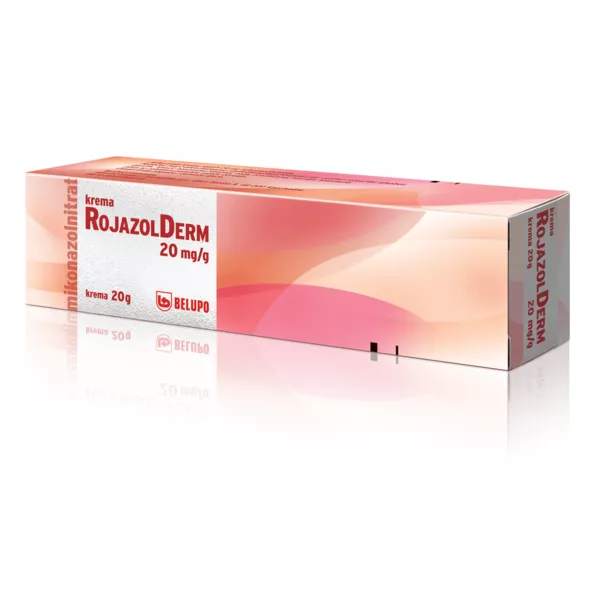 mikonazolnitrat
krema
ROJAZOLDERM
20 mg/g
krema 20g
BELUPO
krema
ROJAZOLDERM
krema 20g
20 mg/g